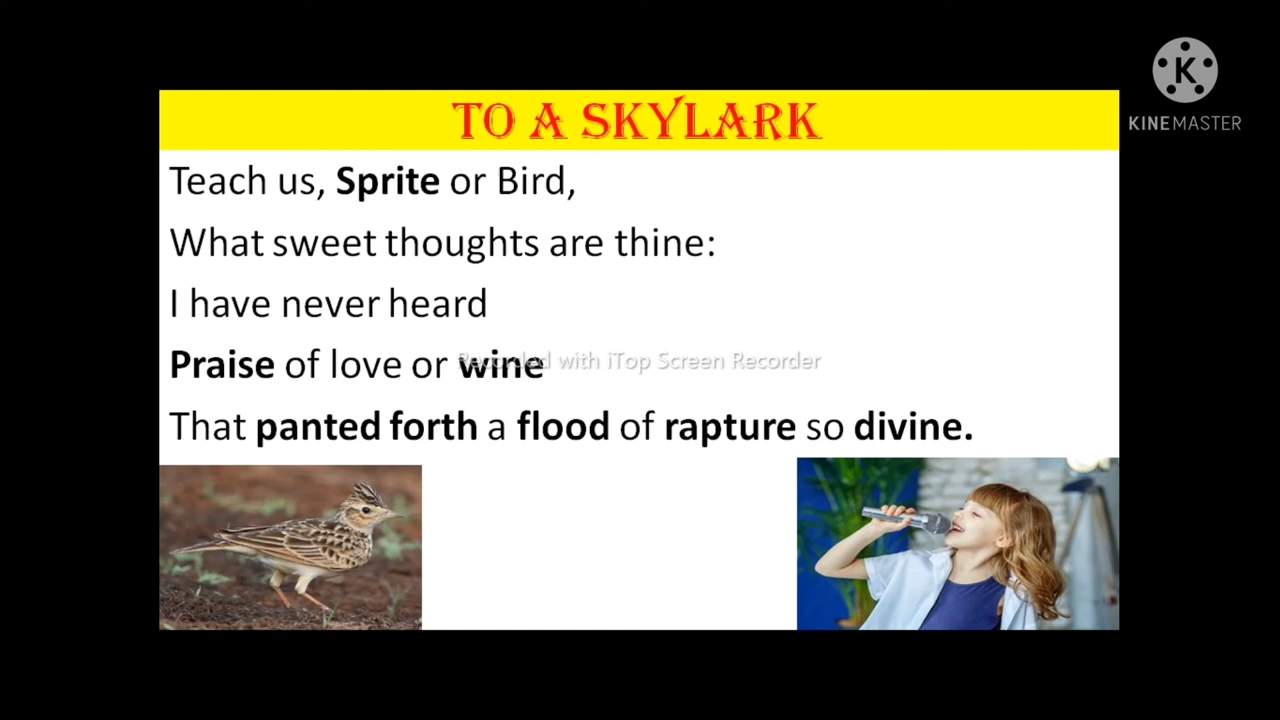 TO A SKYLARK
K
KINEMASTER
Teach us, Sprite or Bird,
What sweet thoughts are thine:
I have never heard
Praise of love or wine
Recorded with iTop Screen Recorder
That panted forth a flood of rapture so divine.